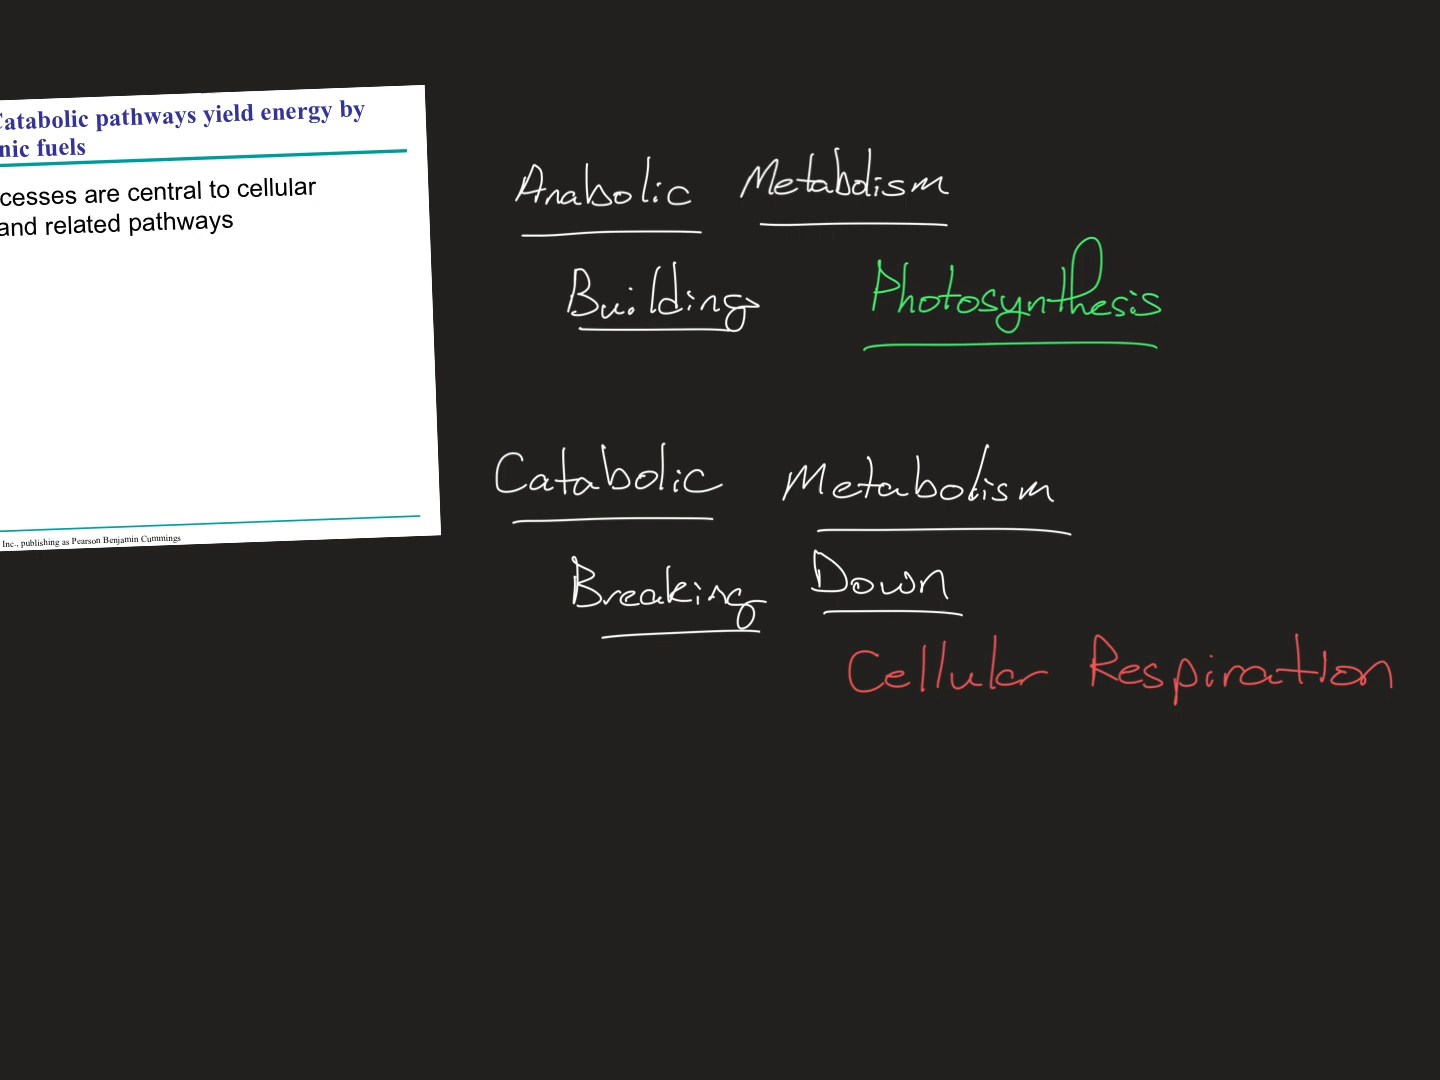 Catabolic pathways yield energy by
nic fuels
cesses are central to cellular
and related pathways
Inc., publishing as Pearson Benjamin Cummings
Anabolic Metabolism
Building Photosynthesis
Catabolic Metabolism
Breaking Down
Cellular Respiration